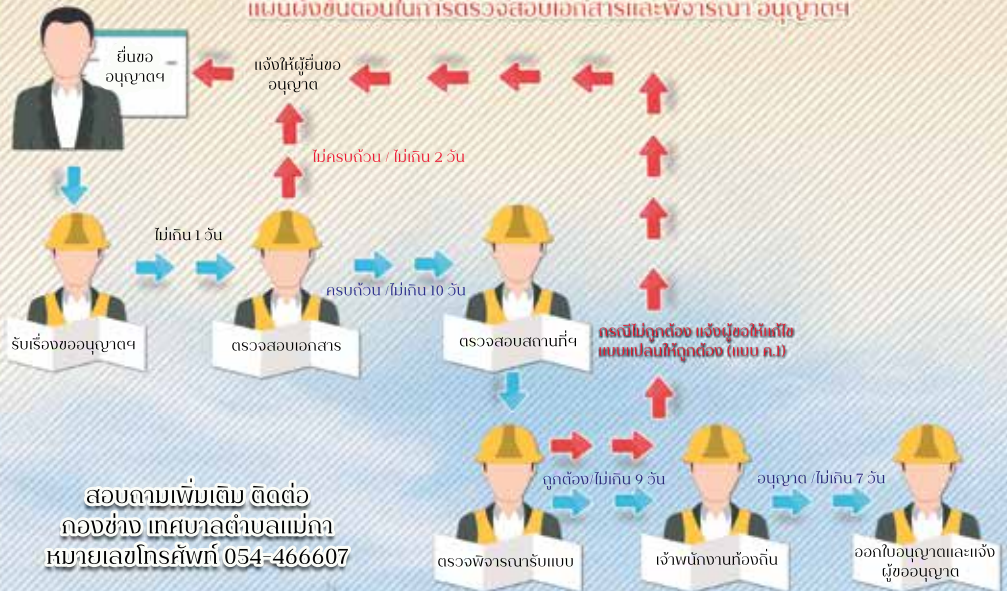 แผนผังขั้นตอนในการตรวจสอบเอกสารและพิจารณา อนุญาตฯ
ยื่นขอ
อนุญาตฯ
แจ้งให้ผู้ยื่นขอ
อนุญาต
ไม่ครบถ้วน / ไม่เกิน 2 วัน
ไม่เกิน 1 วัน
ครบถ้วน /ไม่เกิน 10 วัน
รับเรื่องขออนุญาตฯ
ตรวจสอบเอกสาร
ตรวจสอบสถานที่ฯ
กรณีไม่ถูกต้อง แจ้งผู้ขอให้แก้ไข
แบบแปลนให้ถูกต้อง (แบบ ค.1)
ถูกต้อง/ไม่เกิน 9 วัน
อนุญาต /ไม่เกิน 7 วัน
ตรวจพิจารณารับแบบ
เจ้าพนักงานท้องถิ่น
ออกใบอนุญาตและแจ้ง
ผู้ขออนุญาต
สอบถามเพิ่มเติม ติดต่อ
กองช่าง เทศบาลตำบลแม่กา
หมายเลขโทรศัพท์ 054-466607